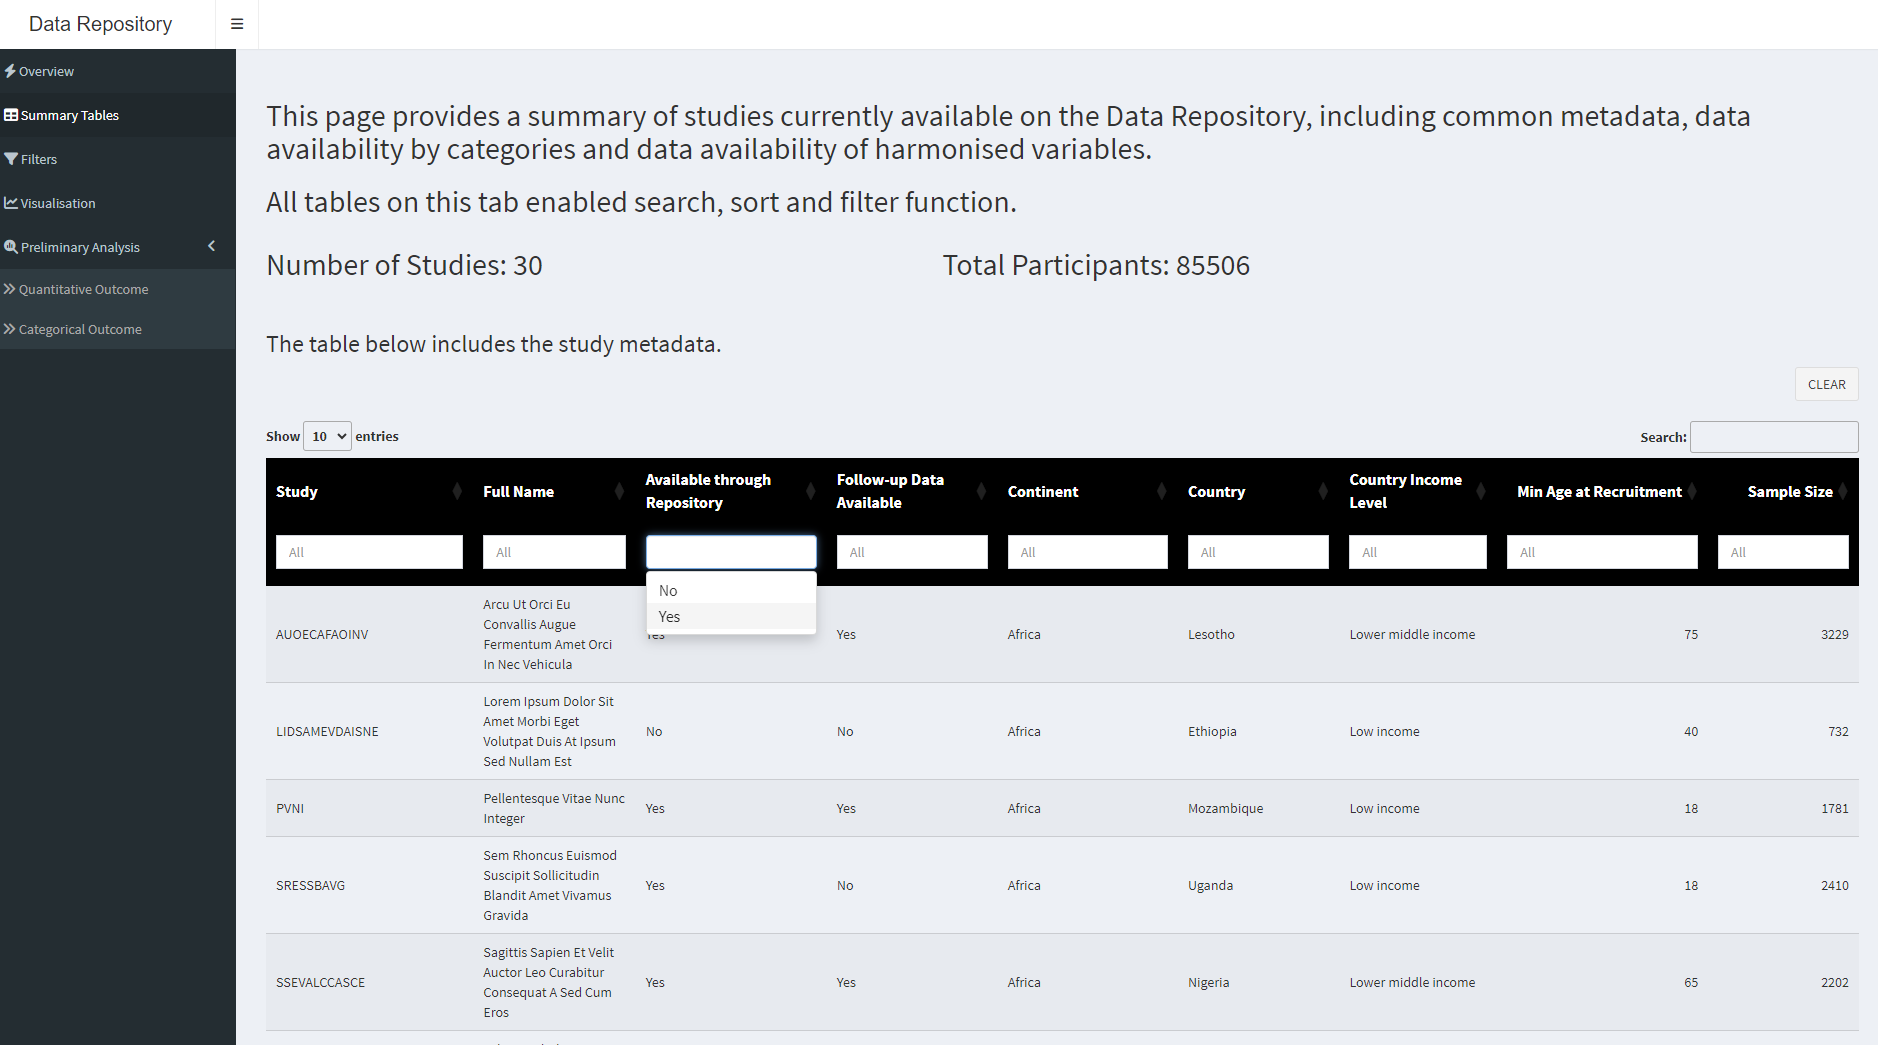 Data Repository
Overview
Summary Tables
Filters
Visualisation
Preliminary Analysis
Quantitative Outcome
Categorical Outcome
This page provides a summary of studies currently available on the Data Repository, including common metadata, data
availability by categories and data availability of harmonised variables.
All tables on this tab enabled search, sort and filter function.
Number of Studies: 30
Total Participants: 85506
The table below includes the study metadata.
CLEAR
Show 10 entries
Search:
Study
Full Name
Available through
Repository
Follow-up Data
Available
Continent
Country
Country Income
Level
Min Age at Recruitment
Sample Size
All
All
All
All
All
All
All
All
No
Yes
AUOECAFAOINV
Arcu Ut Orci Eu
Convallis Augue
Fermentum Amet Orci
In Nec Vehicula
Yes
Yes
Africa
Lesotho
Lower middle income
75
3229
LIDSAMEVDAISNE
Lorem Ipsum Dolor Sit
Amet Morbi Eget
Volutpat Duis At Ipsum
Sed Nullam Est
No
No
Africa
Ethiopia
Low income
40
732
PVNI
Pellentesque Vitae Nunc
Integer
Yes
Yes
Africa
Mozambique
Low income
18
1781
SRESSBAVG
Sem Rhoncus Euismod
Suscipit Sollicitudin
Blandit Amet Vivamus
Gravida
Yes
No
Africa
Uganda
Low income
18
2410
SSEVALCCASCE
Sagittis Sapien Et Velit
Auctor Leo Curabitur
Consequat A Sed Cum
Eros
Yes
Yes
Africa
Nigeria
Lower middle income
65
2202